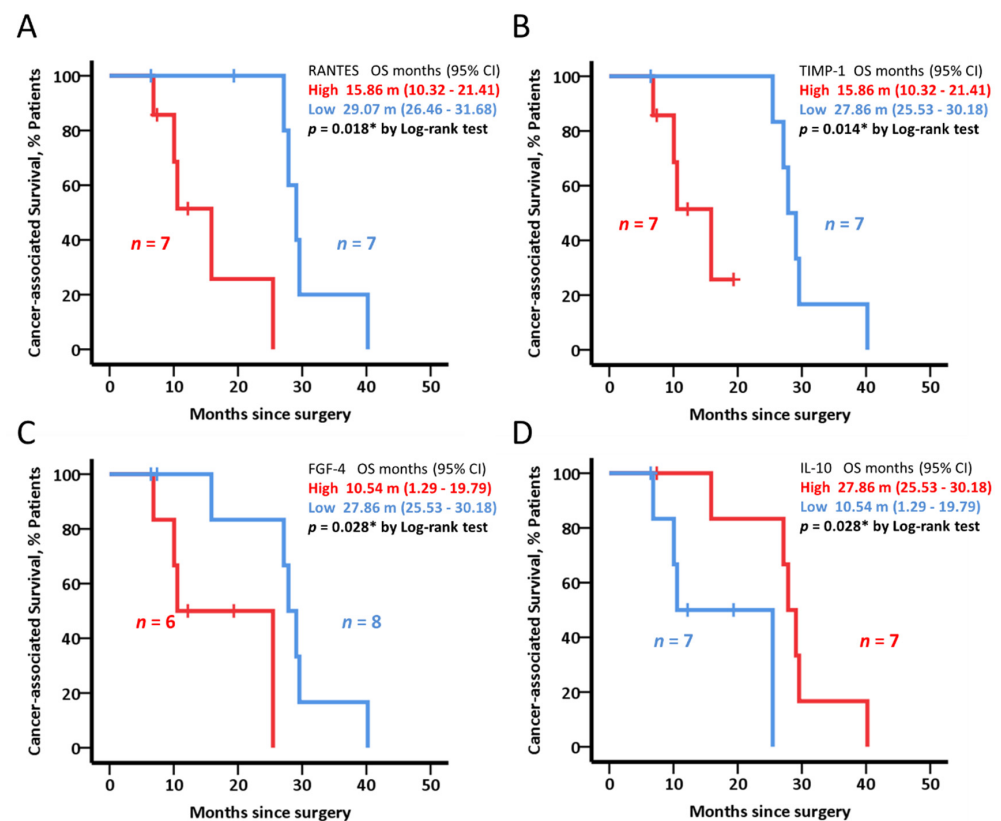 A
RANTES OS months (95% CI)
High 15.86 m (10.32 - 21.41)
Low 29.07 m (26.46 - 31.68)
p = 0.018* by Log-rank test
Cancer-associated Survival, % Patients
100
80
60
40
20
0
n = 7
n = 7
0 10 20 30 40 50
Months since surgery
B
TIMP-1 OS months (95% CI)
High 15.86 m (10.32 - 21.41)
Low 27.86 m (25.53 - 30.18)
p = 0.014* by Log-rank test
Cancer-associated Survival, % Patients
100
80
60
40
20
0
n = 7
n = 7
0 10 20 30 40 50
Months since surgery
C
FGF-4 OS months (95% CI)
High 10.54 m (1.29 - 19.79)
Low 27.86 m (25.53 - 30.18)
p = 0.028* by Log-rank test
Cancer-associated Survival, % Patients
100
80
60
40
20
0
n = 6
n = 8
0 10 20 30 40 50
Months since surgery
D
IL-10 OS months (95% CI)
High 27.86 m (25.53 - 30.18)
Low 10.54 m (1.29 - 19.79)
p = 0.028* by Log-rank test
Cancer-associated Survival, % Patients
100
80
60
40
20
0
n = 7
n = 7
0 10 20 30 40 50
Months since surgery